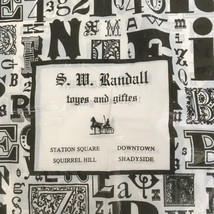 S. W. Randall
toyes and giftes
STATION SQUARE DOWNTOWN
SQUIRREL HILL SHADYSIDE